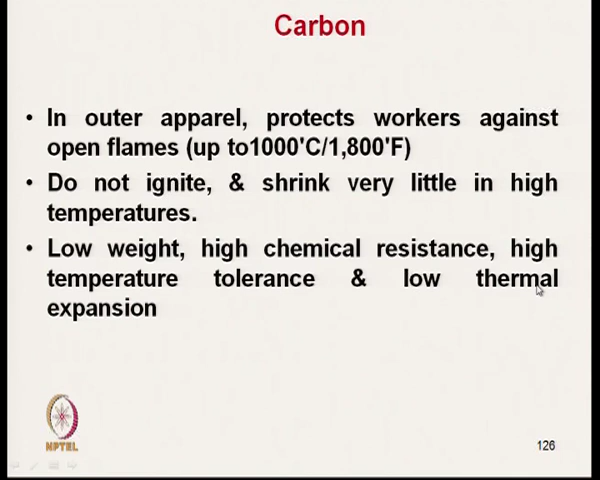 Carbon
• In outer apparel, protects workers against
open flames (up to1000'C/1,800'F)
• Do not ignite, & shrink very little in high
temperatures.
• Low weight, high chemical resistance, high
temperature tolerance & low thermal
expansion
NPTEL
126